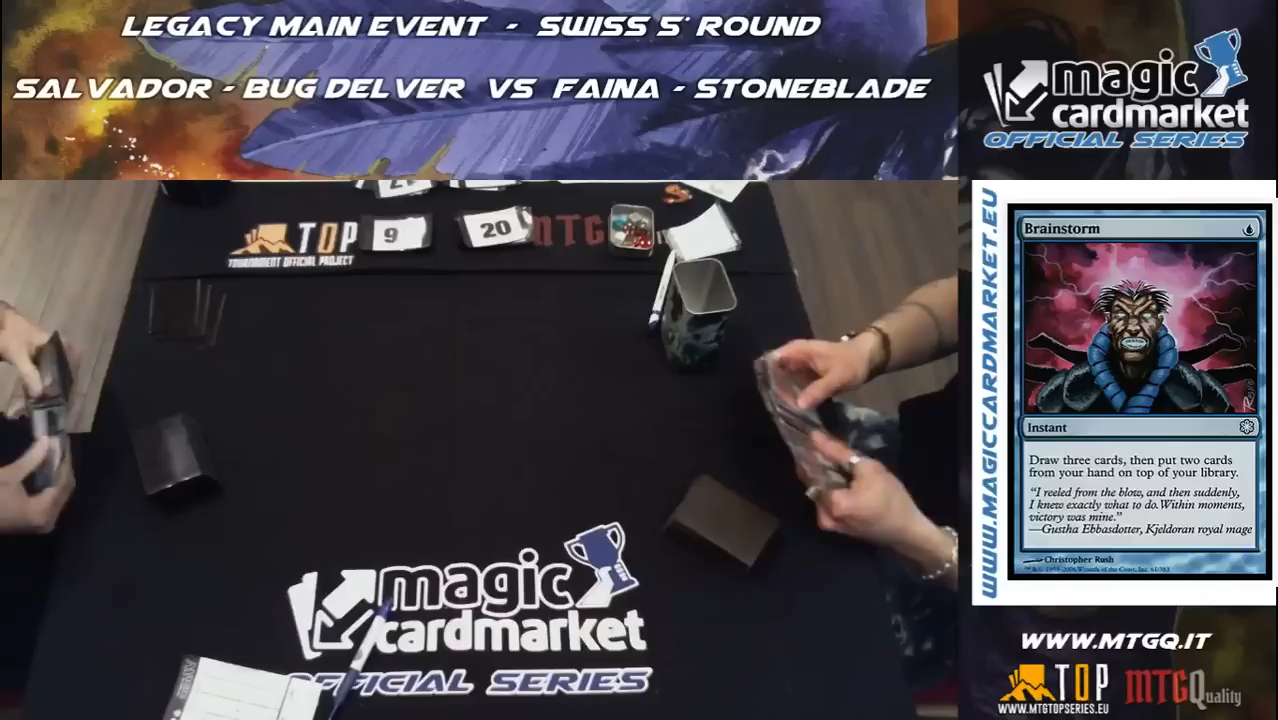 LEGACY MAIN EVENT - SWISS 5° ROUND
SALVADOR - BUG DELVER VS FAINA - STONEBLADE
magic
cardmarket
OFFICIAL SERIES
TOP
TOURNAMENT OFFICIAL PROJECT
9
20
MTG
magic
cardmarket
OFFICIAL SERIES
WWW.MAGICCARDMARKET.EU
Brainstorm
Instant
Draw three cards, then put two cards
from your hand on top of your library.
"I reeled from the blow, and then suddenly,
I knew exactly what to do. Within moments,
victory was mine."
—Gustha Ebbasdotter, Kjeldoran royal mage
Christopher Rush
WWW.MTGQ.IT
TOP
WWW.MTGTOPSERIES.EU
MTGQuality